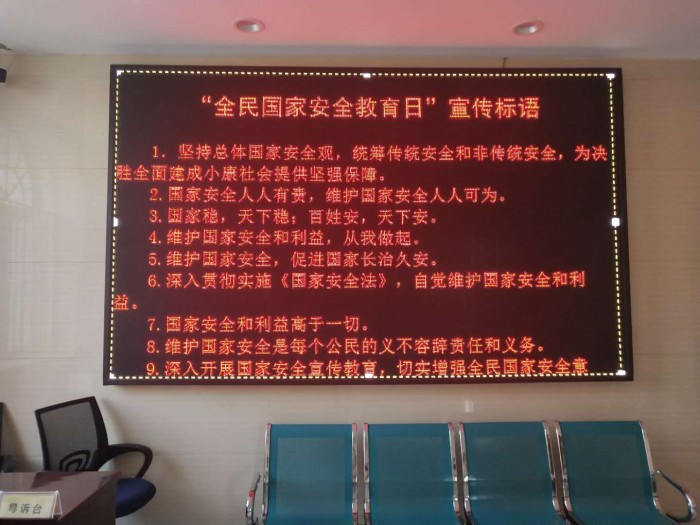 “全民国家安全教育日”宣传标语
1．坚持总体国家安全观，统筹传统安全和非传统安全，为决
胜全面建成小康社会提供坚强保障。
2．国家安全人人有责，维护国家安全人人可为。
3．国家稳，天下稳；百姓安，天下安。
4．维护国家安全和利益，从我做起。
5．维护国家安全，促进国家长治久安。
6．深入贯彻实施《国家安全法》，自觉维护国家安全和利
益。
7．国家安全和利益高于一切。
8．维护国家安全是每个公民的义不容辞责任和义务。
9．深入开展国家安全宣传教育，切实增强全民国家安全意